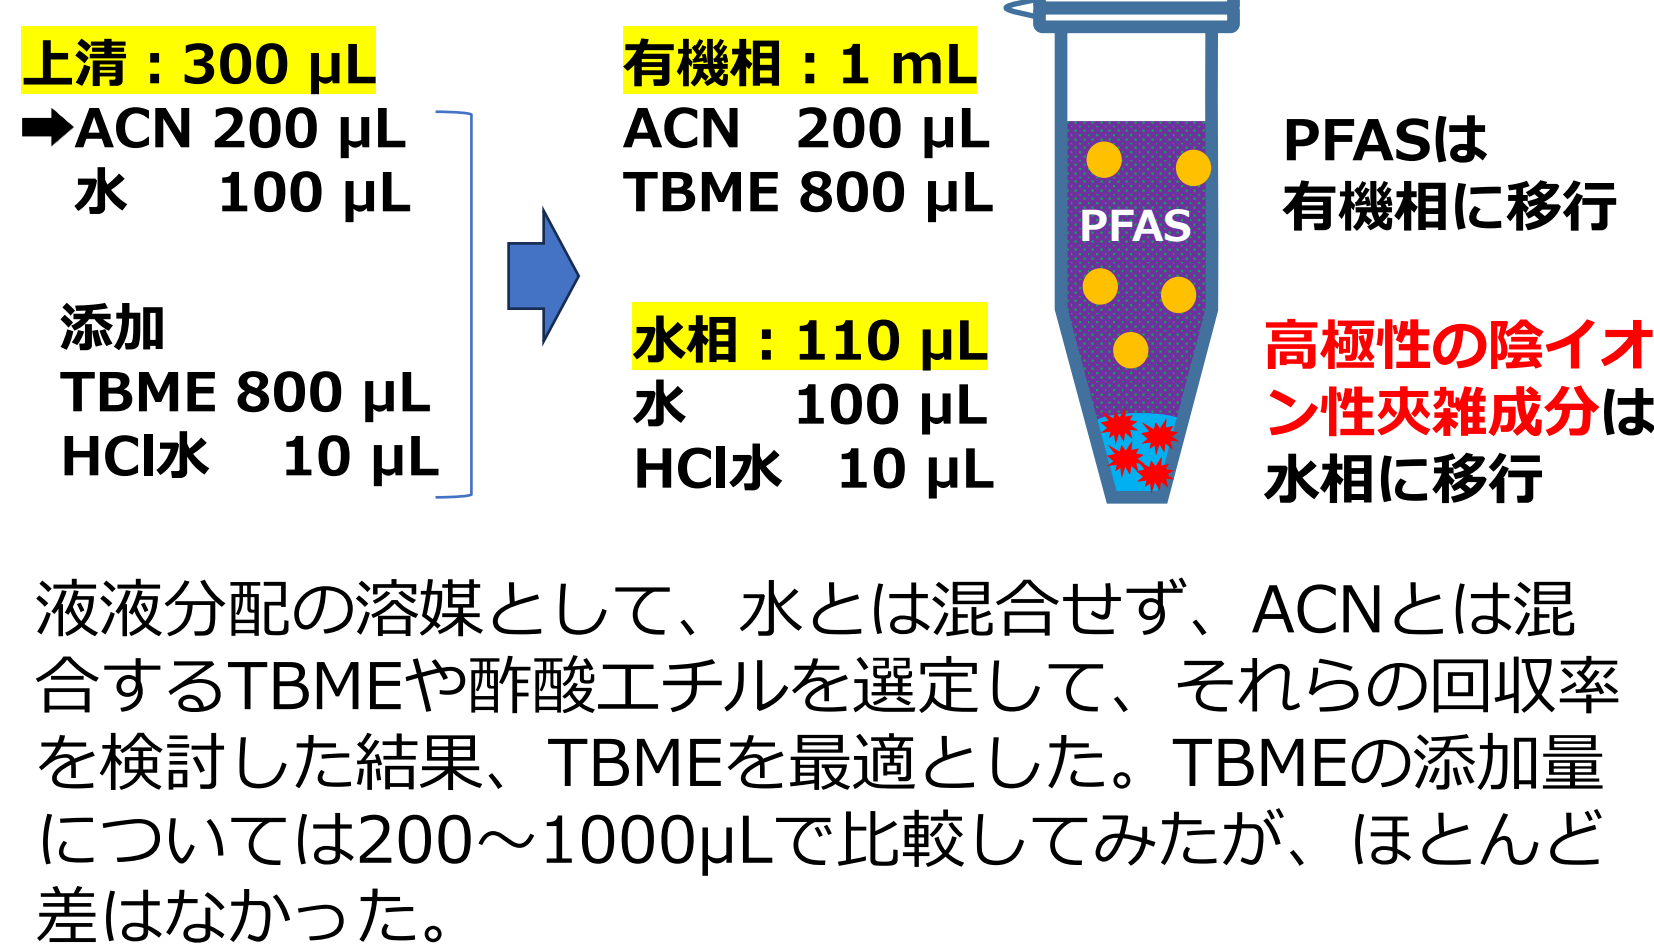 上清：300 µL
➡ACN 200 µL
水 100 µL
添加
TBME 800 µL
HCl水 10 µL
有機相：1 mL
ACN 200 µL
TBME 800 µL
水相：110 µL
水 100 µL
HCl水 10 µL
PFAS
PFASは
有機相に移行
高極性の陰イオ
ン性夾雑成分は
水相に移行
液液分配の溶媒として、水とは混合せず、ACNとは混
合するTBMEや酢酸エチルを選定して、それらの回収率
を検討した結果、TBMEを最適とした。TBMEの添加量
については200～1000µLで比較してみたが、ほとんど
差はなかった。